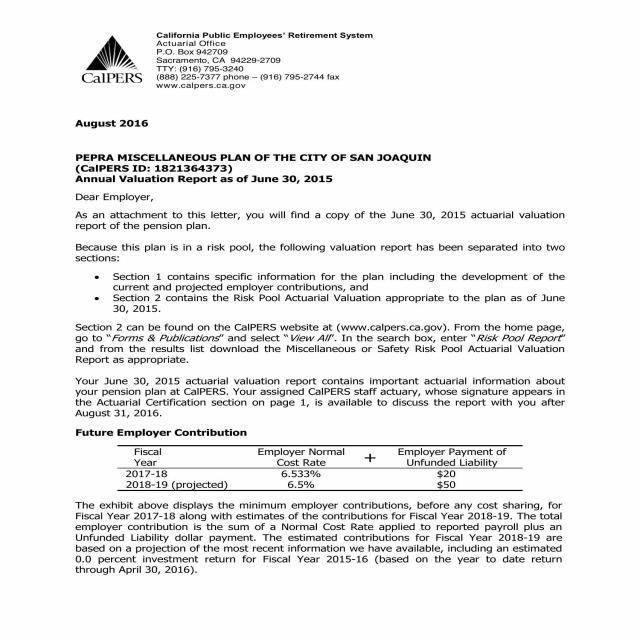 California Public Employees' Retirement System
Actuarial Office
P.O. Box 942709
Sacramento, CA 94229-2709
TTY: (916) 795-3240
(888) 225-7377 phone – (916) 795-2744 fax
www.calpers.ca.gov
CalPERS
August 2016
PEPRA MISCELLANEOUS PLAN OF THE CITY OF SAN JOAQUIN
(CalPERS ID: 1821364373)
Annual Valuation Report as of June 30, 2015
Dear Employer,
As an attachment to this letter, you will find a copy of the June 30, 2015 actuarial valuation
report of the pension plan.
Because this plan is in a risk pool, the following valuation report has been separated into two
sections:
• Section 1 contains specific information for the plan including the development of the
current and projected employer contributions, and
• Section 2 contains the Risk Pool Actuarial Valuation appropriate to the plan as of June
30, 2015.
Section 2 can be found on the CalPERS website at (www.calpers.ca.gov). From the home page,
go to "Forms & Publications" and select "View All". In the search box, enter "Risk Pool Report"
and from the results list download the Miscellaneous or Safety Risk Pool Actuarial Valuation
Report as appropriate.
Your June 30, 2015 actuarial valuation report contains important actuarial information about
your pension plan at CalPERS. Your assigned CalPERS staff actuary, whose signature appears in
the Actuarial Certification section on page 1, is available to discuss the report with you after
August 31, 2016.
Future Employer Contribution
Fiscal Year Employer Normal Cost Rate + Employer Payment of Unfunded Liability
2017-18 6.533% $20
2018-19 (projected) 6.5% $50
The exhibit above displays the minimum employer contributions, before any cost sharing, for
Fiscal Year 2017-18 along with estimates of the contributions for Fiscal Year 2018-19. The total
employer contribution is the sum of a Normal Cost Rate applied to reported payroll plus an
Unfunded Liability dollar payment. The estimated contributions for Fiscal Year 2018-19 are
based on a projection of the most recent information we have available, including an estimated
0.0 percent investment return for Fiscal Year 2015-16 (based on the year to date return
through April 30, 2016).